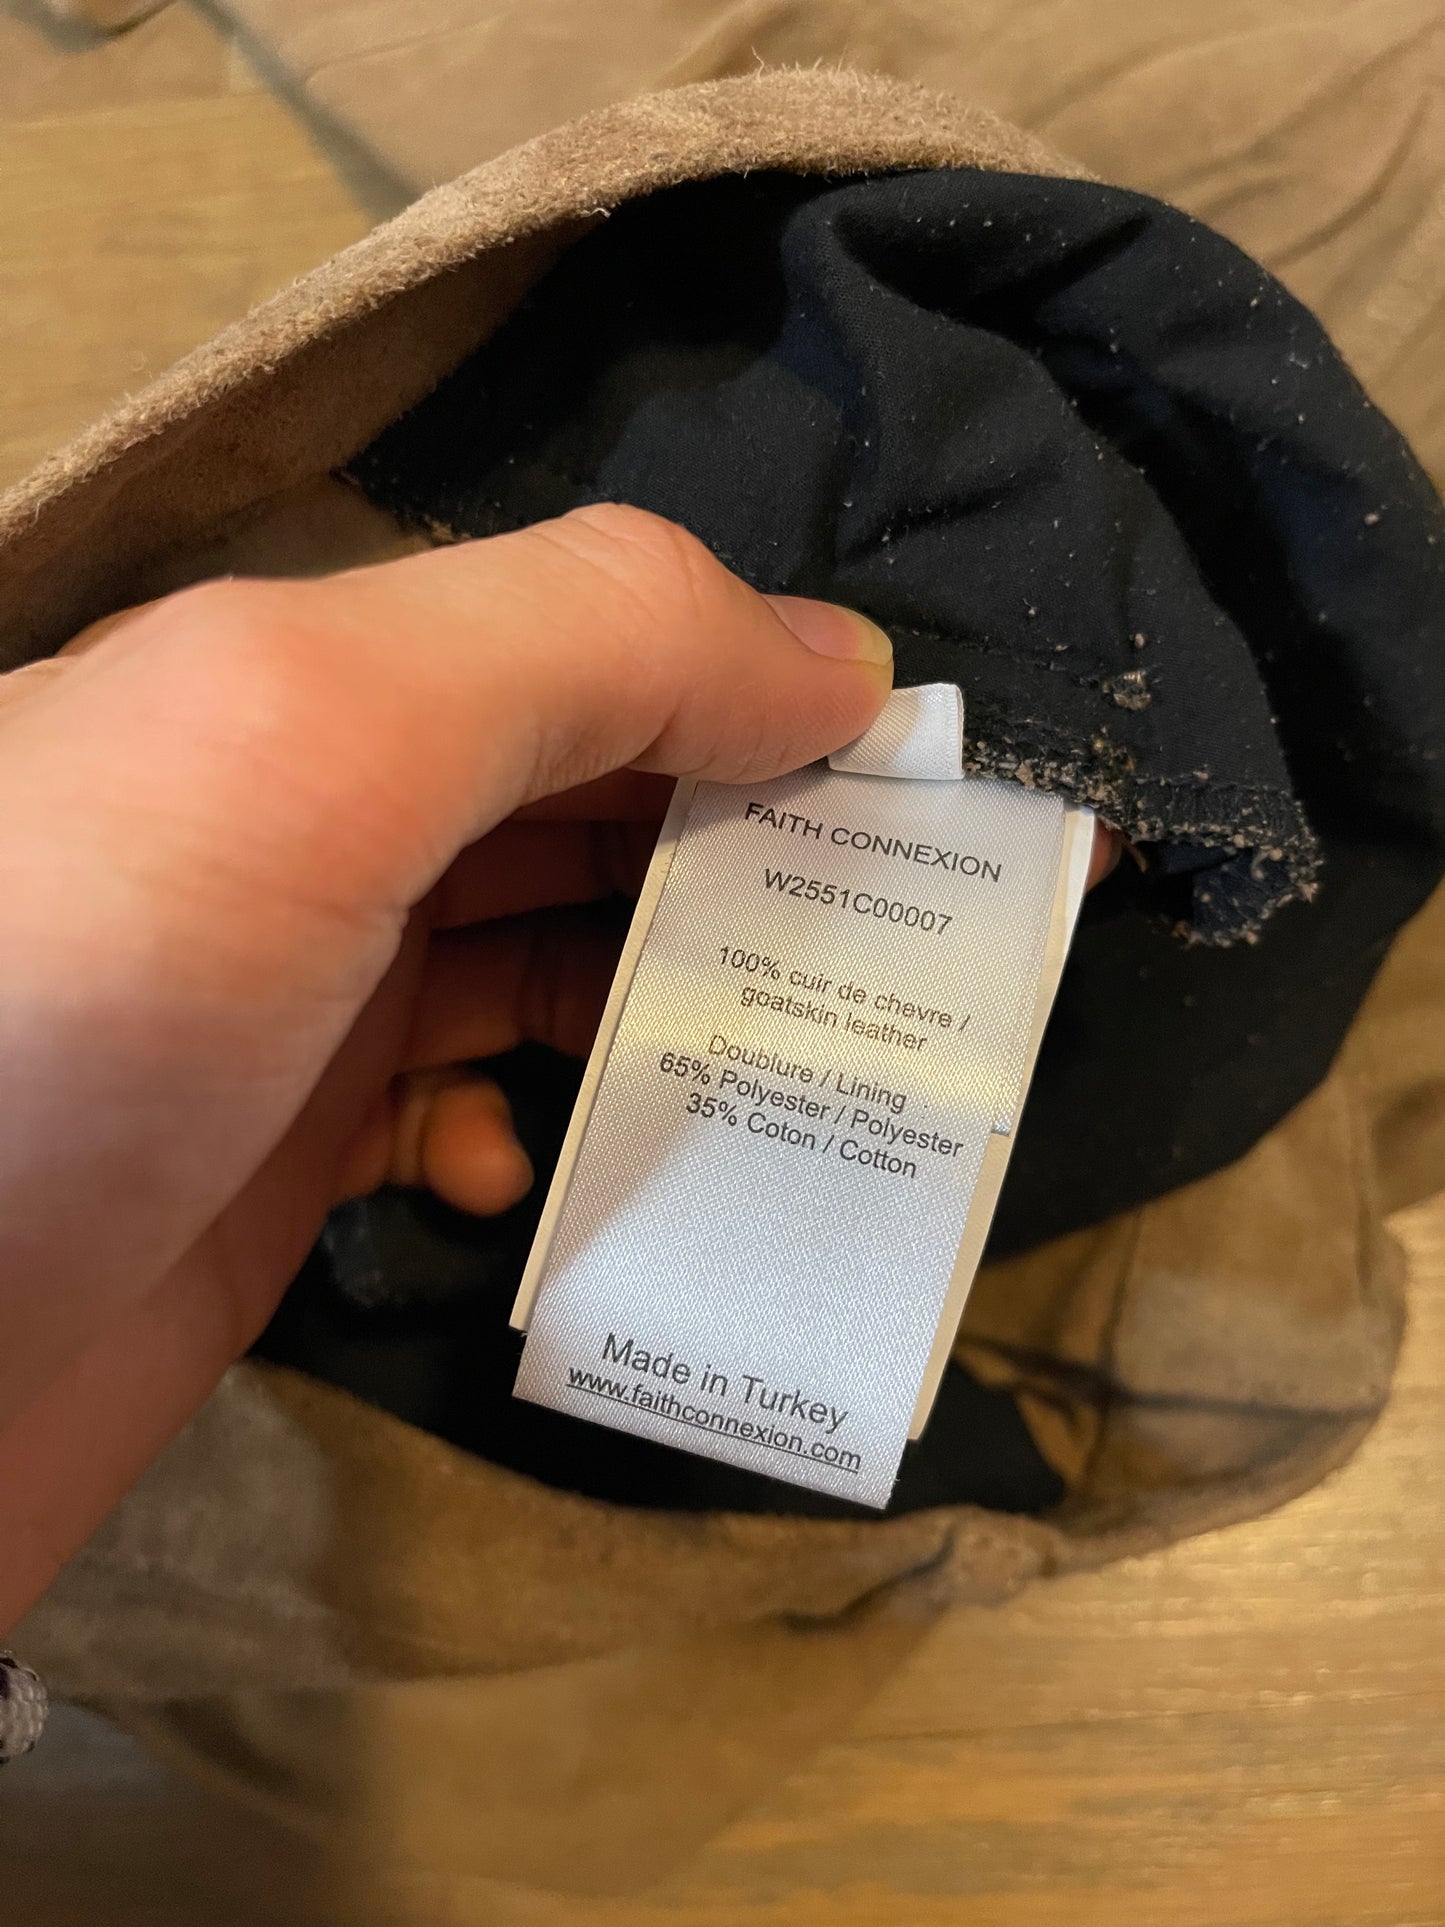 FAITH CONNEXION
W2551C00007
100% cuir de chevre /
goatskin leather
Doublure / Lining
65% Polyester / Polyester
35% Coton / Cotton
Made in Turkey
www.faithconnexion.com